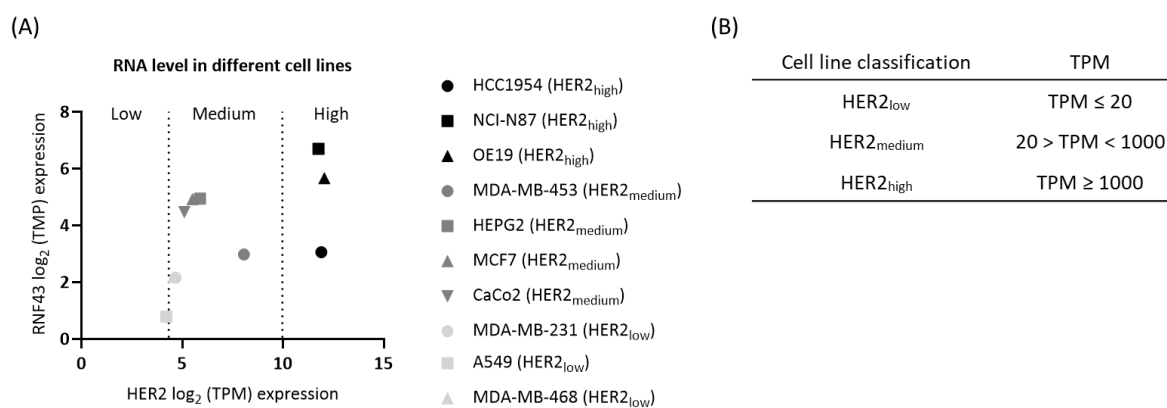 (A)
RNA level in different cell lines
Low Medium High
RNF43 log2 (TMP) expression
8
6
4
2
0
0 5 10 15
HER2 log2 (TPM) expression
HCC1954 (HER2high)
NCI-N87 (HER2high)
OE19 (HER2high)
MDA-MB-453 (HER2medium)
HEPG2 (HER2medium)
MCF7 (HER2medium)
CaCo2 (HER2medium)
MDA-MB-231 (HER2low)
A549 (HER2low)
MDA-MB-468 (HER2low)
(B)
Cell line classification TPM
HER2low TPM ≤ 20
HER2medium 20 > TPM < 1000
HER2high TPM ≥ 1000